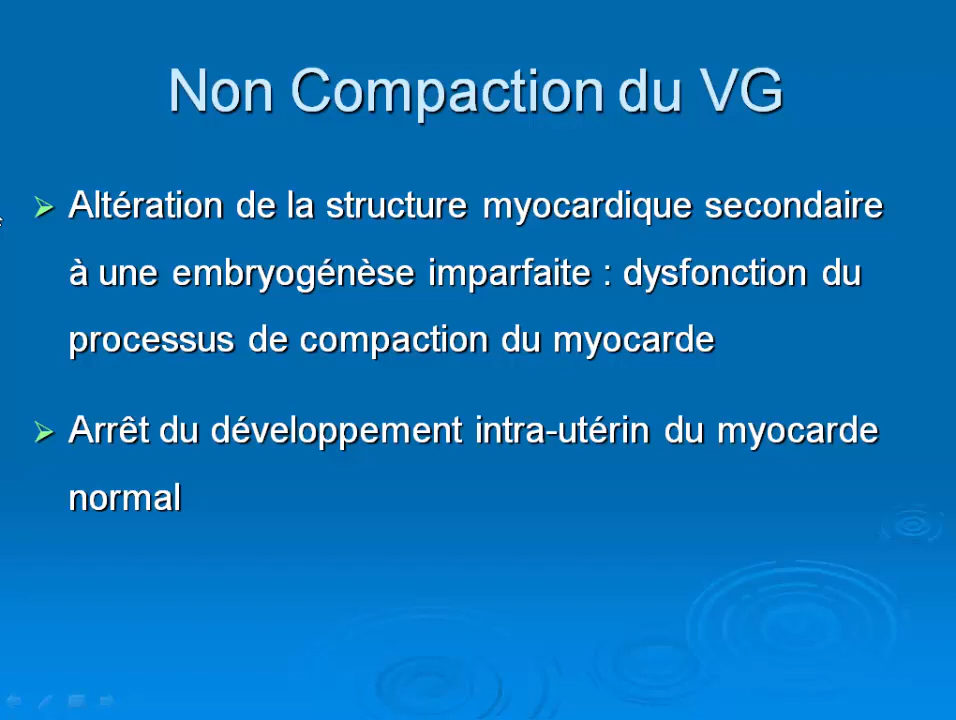 Non Compaction du VG
Altération de la structure myocardique secondaire
à une embryogénèse imparfaite : dysfonction du
processus de compaction du myocarde
Arrêt du développement intra-utérin du myocarde
normal